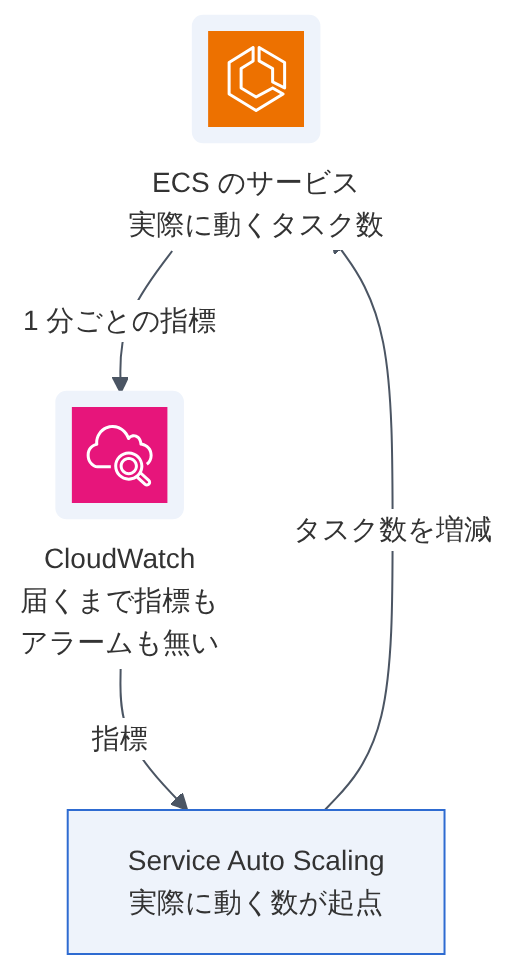 ECS のサービス
実際に動くタスク数
1 分ごとの指標
CloudWatch
届くまで指標も
アラームも無い
タスク数を増減
指標
Service Auto Scaling
実際に動く数が起点